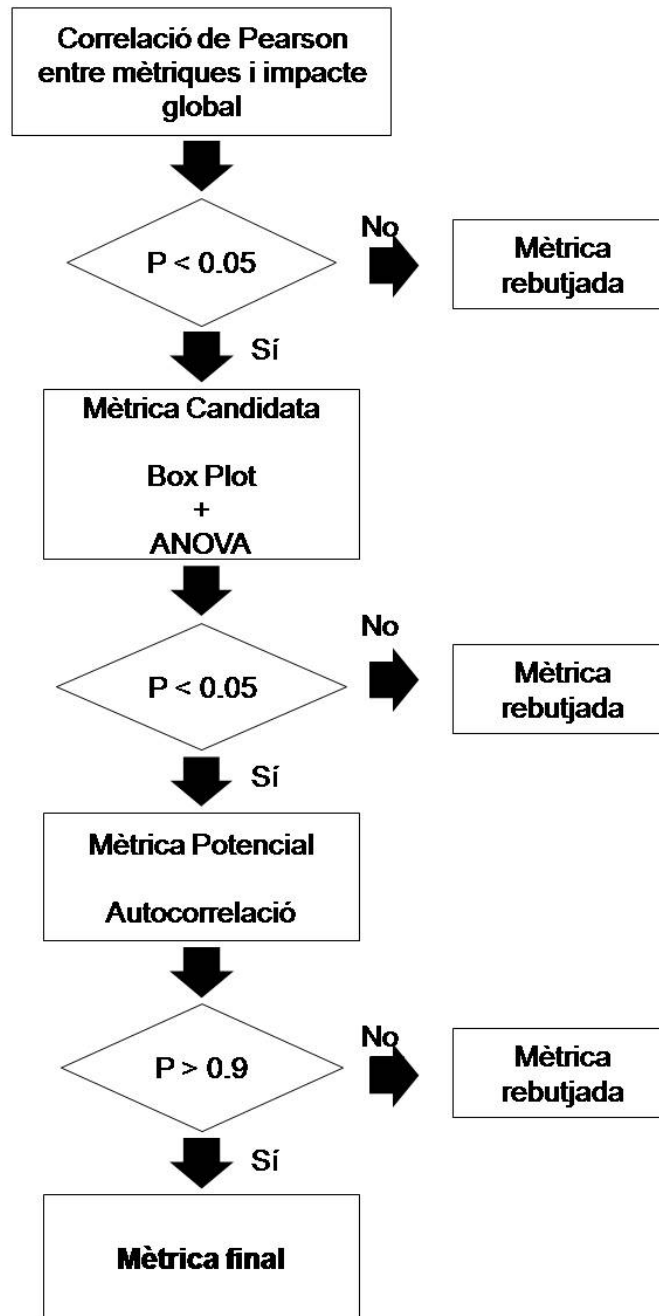 Correlació de Pearson
entre mètriques i impacte
global
P < 0.05
No
Mètrica
rebutjada
Sí
Mètrica Candidata
Box Plot
+
ANOVA
P < 0.05
No
Mètrica
rebutjada
Sí
Mètrica Potencial
Autocorrelació
P > 0.9
No
Mètrica
rebutjada
Sí
Mètrica final